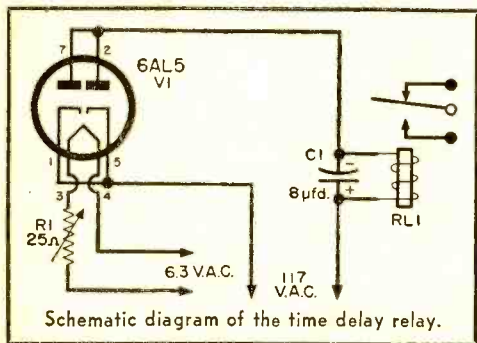 7 2
6AL5
V1
1 5
3 4
R1
25Ω
6.3 V.A.C.
117
V.A.C.
C1
8µfd.
-
+
RL1
Schematic diagram of the time delay relay.